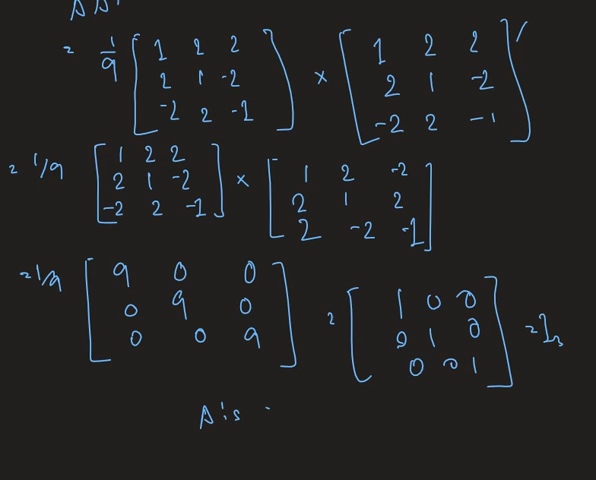 A A'
= 1/9 [1 2 2; 2 1 -2; -2 2 -1] × [1 2 2; 2 1 -2; -2 2 -1]'
= 1/9 [1 2 2; 2 1 -2; -2 2 -1] × [1 2 -2; 2 1 2; 2 -2 -1]
= 1/9 [9 0 0; 0 9 0; 0 0 9] = [1 0 0; 0 1 0; 0 0 1] = I₃
A is